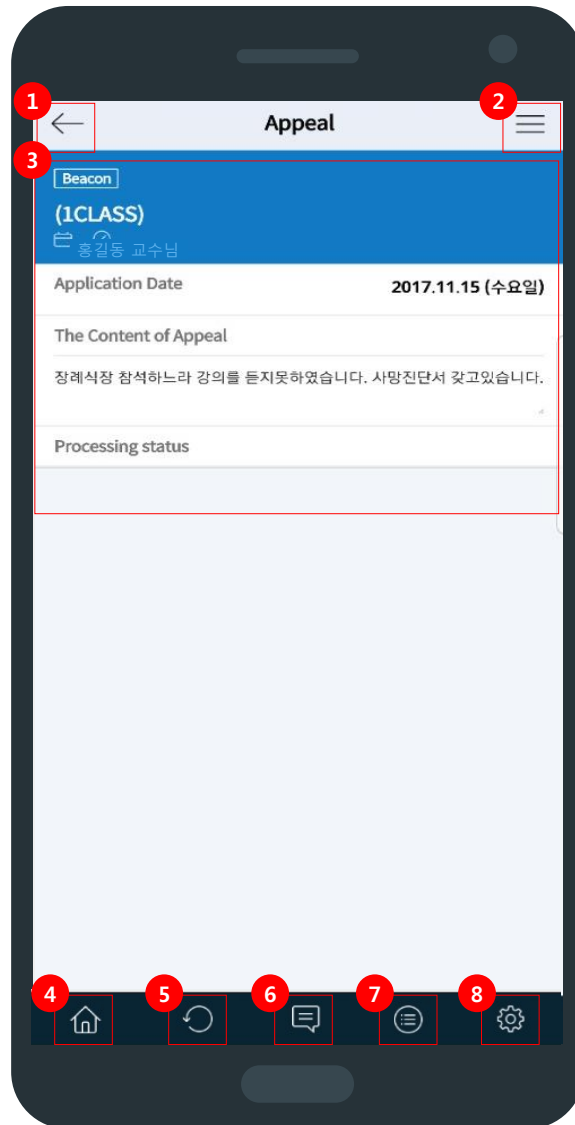 1
2
Appeal
3
Beacon
(1CLASS)
홍길동 교수님
Application Date 2017.11.15 (수요일)
The Content of Appeal
장례식장 참석하느라 강의를 듣지못하였습니다. 사망진단서 갖고있습니다.
Processing status
4 5 6 7 8